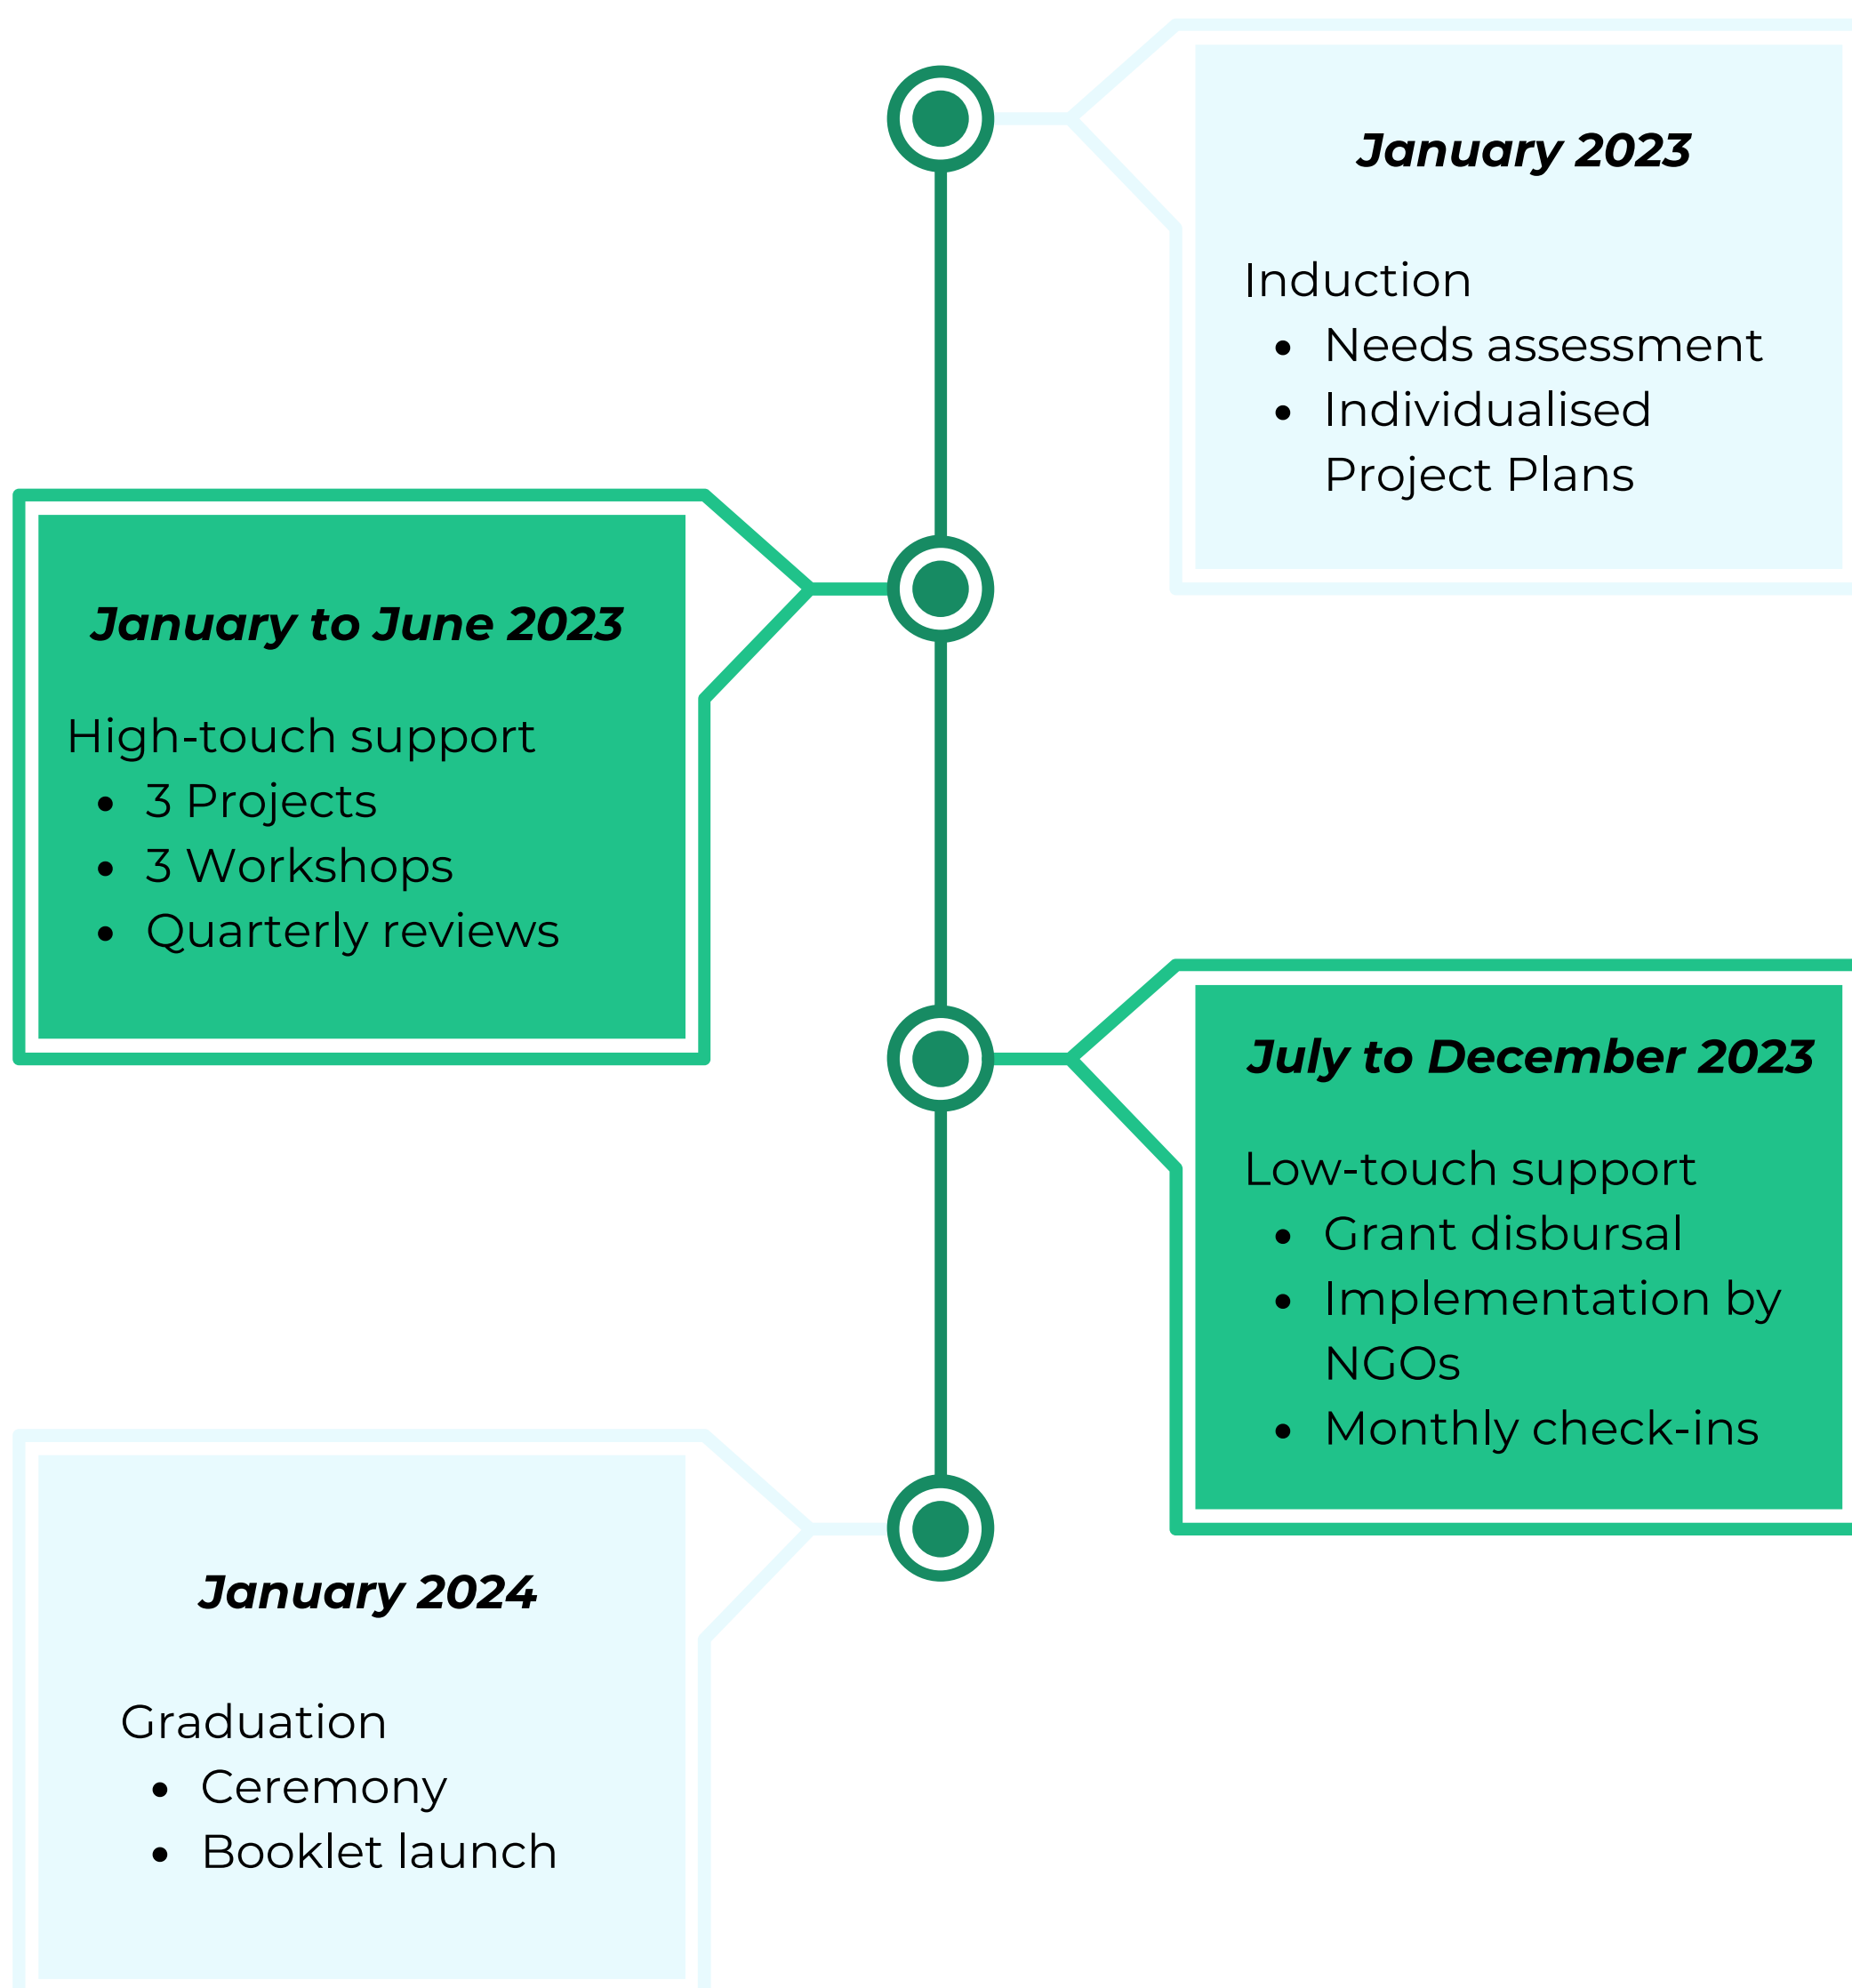 January 2023
Induction
• Needs assessment
• Individualised
Project Plans
January to June 2023
High-touch support
• 3 Projects
• 3 Workshops
• Quarterly reviews
July to December 2023
Low-touch support
• Grant disbursal
• Implementation by
NGOs
• Monthly check-ins
January 2024
Graduation
• Ceremony
• Booklet launch